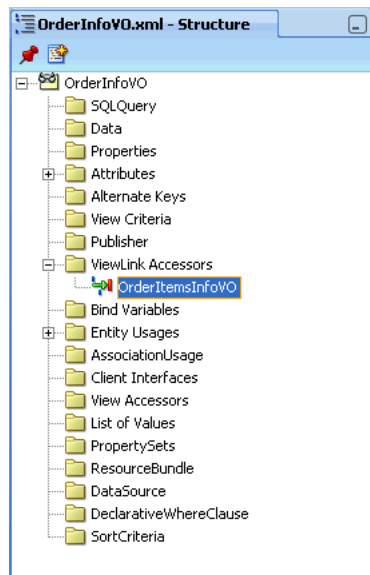 OrderInfoVO.xml - Structure
OrderInfoVO
SQLQuery
Data
Properties
Attributes
Alternate Keys
View Criteria
Publisher
ViewLink Accessors
OrderItemsInfoVO
Bind Variables
Entity Usages
AssociationUsage
Client Interfaces
View Accessors
List of Values
PropertySets
ResourceBundle
DataSource
DeclarativeWhereClause
SortCriteria